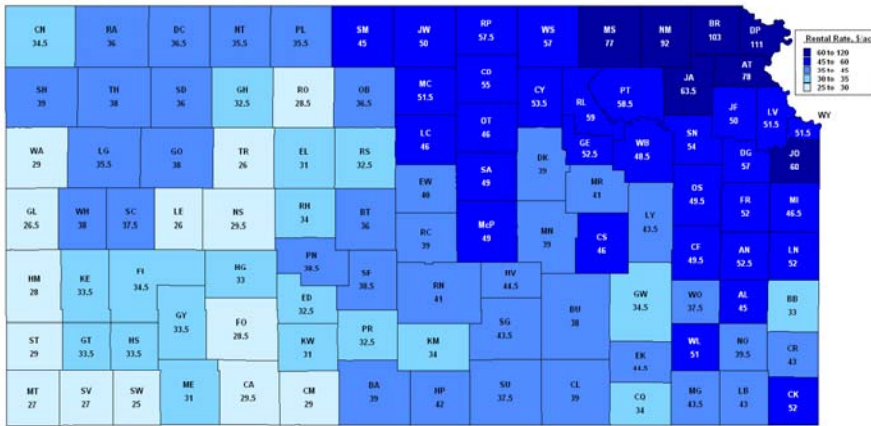 CN
34.5
RA
36
DC
36.5
NT
35.5
PL
35.5
SM
45
JW
50
RP
57.5
WS
57
MS
77
NM
92
BR
103
DP
111
Rental Rate, $/ac
60 to 120
45 to 60
35 to 45
30 to 35
25 to 30
SH
39
TH
38
SD
36
GH
32.5
RO
28.5
OB
36.5
MC
51.5
CD
55
CY
53.5
RL
59
PT
58.5
JA
63.5
AT
78
JF
50
LV
51.5
WY
51.5
WA
29
LG
35.5
GO
38
TR
26
EL
31
RS
32.5
LC
46
OT
46
GE
52.5
WB
48.5
SN
54
DG
57
JO
60
DK
39
SA
49
EW
40
MR
41
GL
26.5
WH
38
SC
37.5
LE
26
NS
29.5
RH
34
BT
36
RC
39
McP
49
MN
39
CS
46
LY
43.5
OS
49.5
FR
52
MI
46.5
CF
49.5
AN
52.5
LN
52
HM
28
KE
33.5
FI
34.5
HG
33
PN
38.5
SF
38.5
RN
41
HV
44.5
BU
38
GW
34.5
WO
37.5
AL
45
BB
33
GY
33.5
FO
28.5
ED
32.5
PR
32.5
KM
34
SG
43.5
ST
29
GT
33.5
HS
33.5
KW
31
EK
44.5
WL
51
NO
39.5
CR
43
MT
27
SV
27
SW
25
ME
31
CA
29.5
CM
29
BA
39
HP
42
SU
37.5
CL
39
CQ
34
MG
43.5
LB
43
CK
52